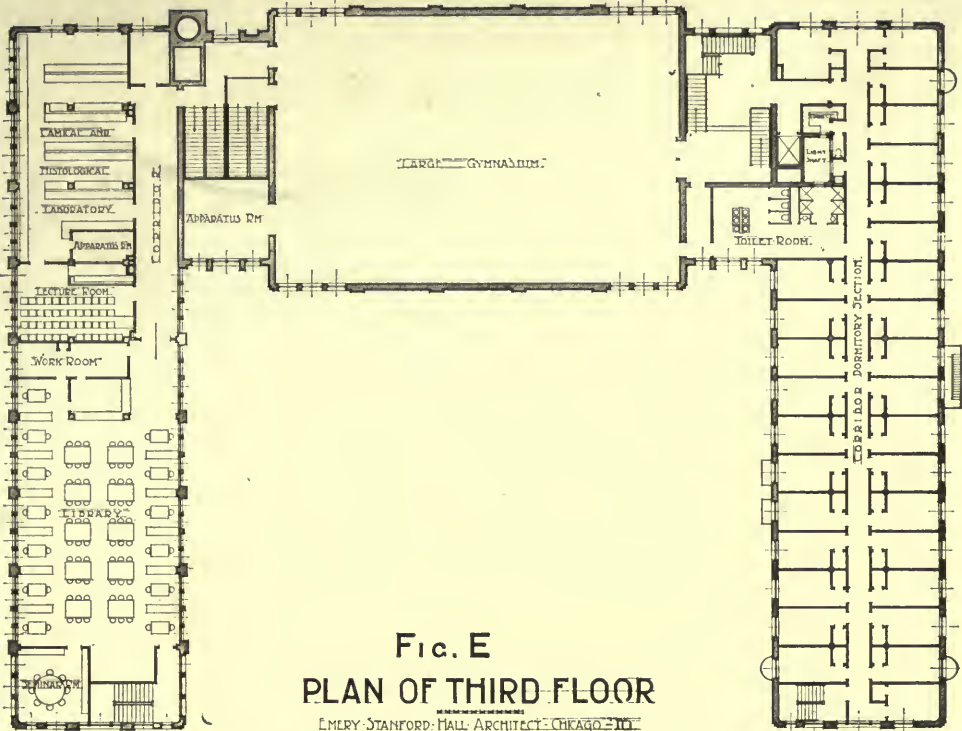 CAMICAL AND
HISTOLOGICAL
LABORATORY
APPARATUS RM
LECTURE ROOM
WORK ROOM
LIBRARY
SEMINAR RM.
CORRIDOR
APPARATUS RM
LARGE GYMNASIUM.
LIGHT
SHAFT
TOILET ROOM.
CORRIDOR DORMITORY SECTION.
FIG. E
PLAN OF THIRD FLOOR
EMERY·STANFORD·HALL·ARCHITECT·CHICAGO-ILL